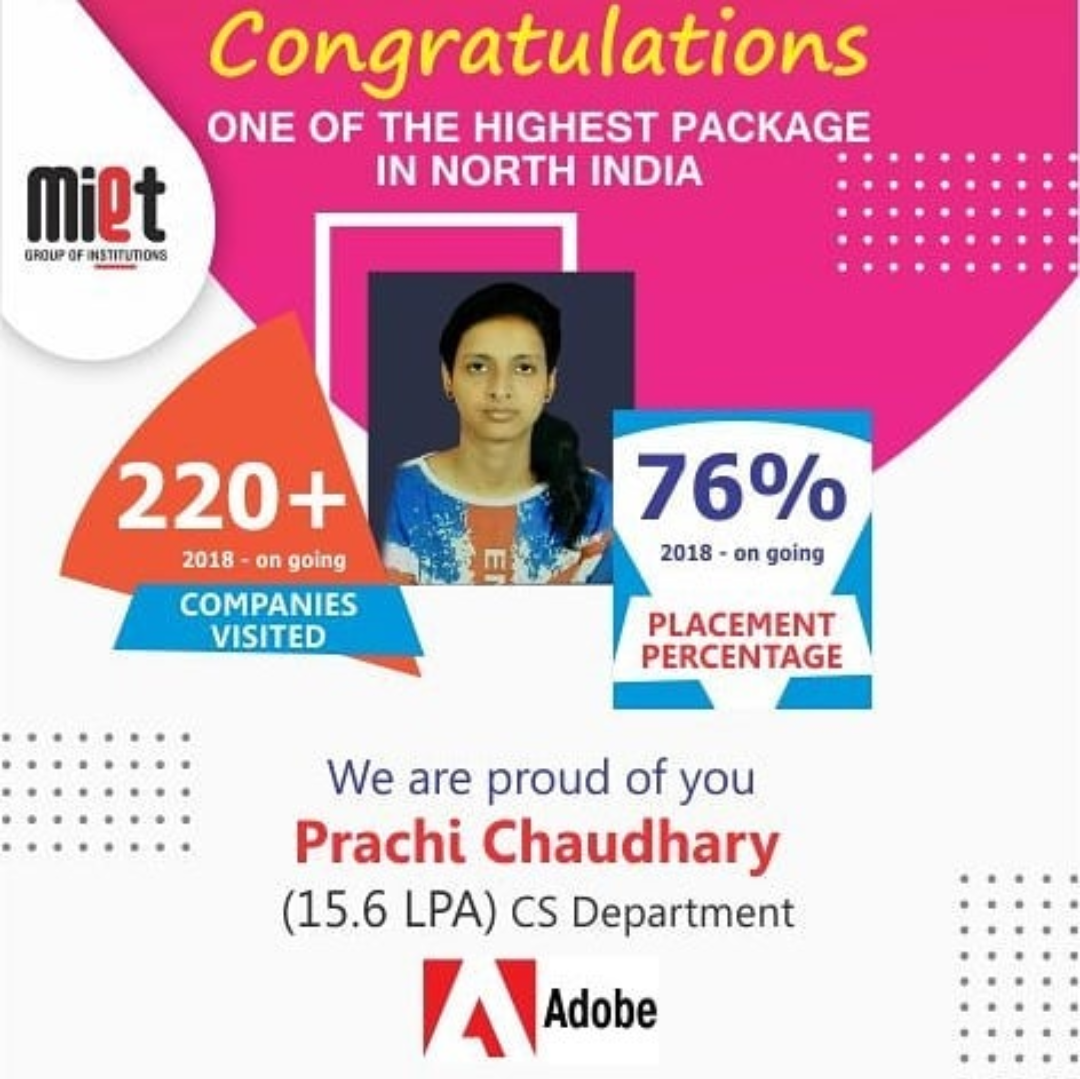 Congratulations
ONE OF THE HIGHEST PACKAGE
IN NORTH INDIA
miet
GROUP OF INSTITUTIONS
220+
2018 - on going
COMPANIES
VISITED
76%
2018 - on going
PLACEMENT
PERCENTAGE
We are proud of you
Prachi Chaudhary
(15.6 LPA) CS Department
Adobe